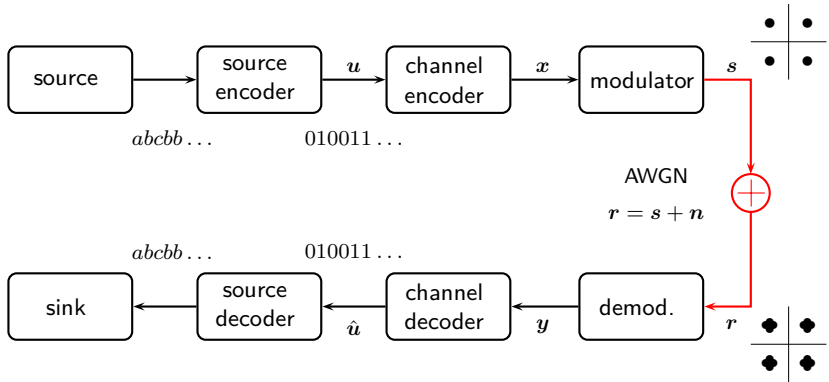 source
source
encoder
u
channel
encoder
x
modulator
s
abcbb ...
010011 ...
AWGN
r = s + n
abcbb ...
010011 ...
sink
source
decoder
û
channel
decoder
y
demod.
r